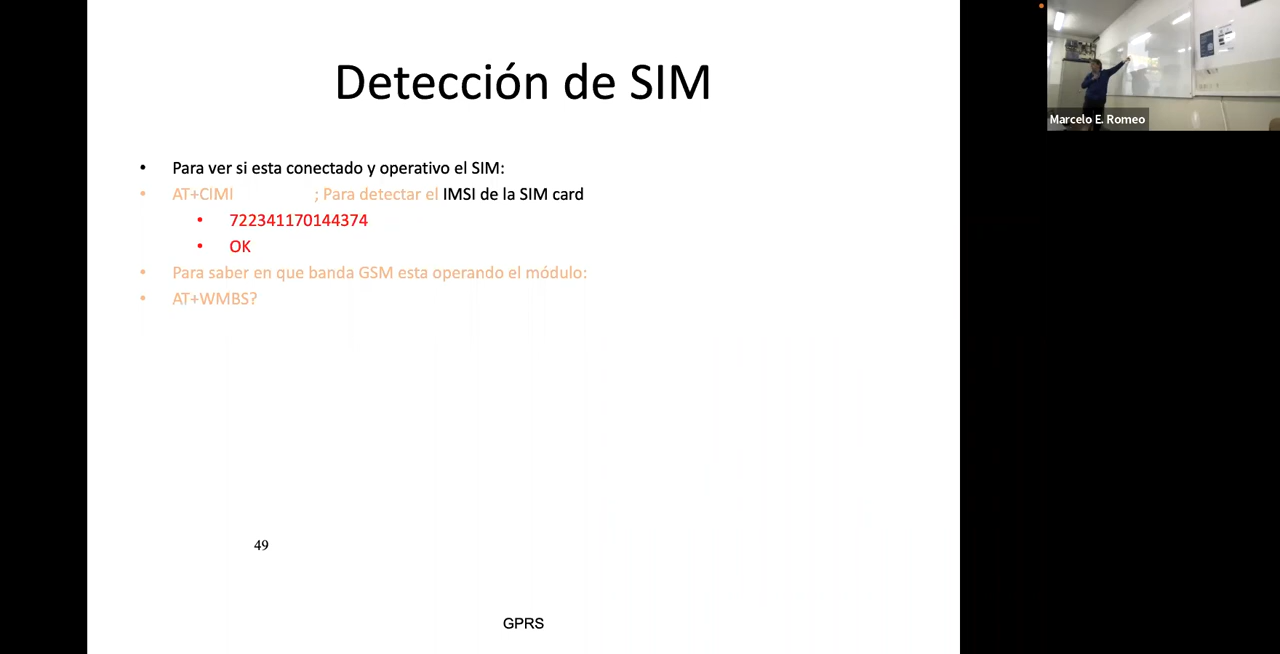 Detección de SIM
• Para ver si esta conectado y operativo el SIM:
• AT+CIMI ; Para detectar el IMSI de la SIM card
• 722341170144374
• OK
• Para saber en que banda GSM esta operando el módulo:
• AT+WMBS?
49
GPRS
Marcelo E. Romeo